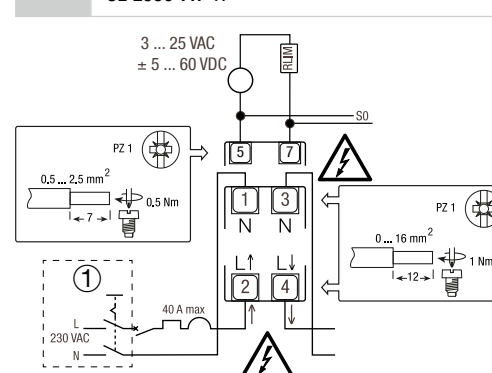 3 ... 25 VAC
± 5 ... 60 VDC
RLIM
S0
PZ 1
5 7
0.5 ... 2.5 mm²
7
0.5 Nm
1 3
N N
PZ 1
0 ... 16 mm²
12
1 Nm
L↑ L↓
2 4
1
40 A max
L
230 VAC
N